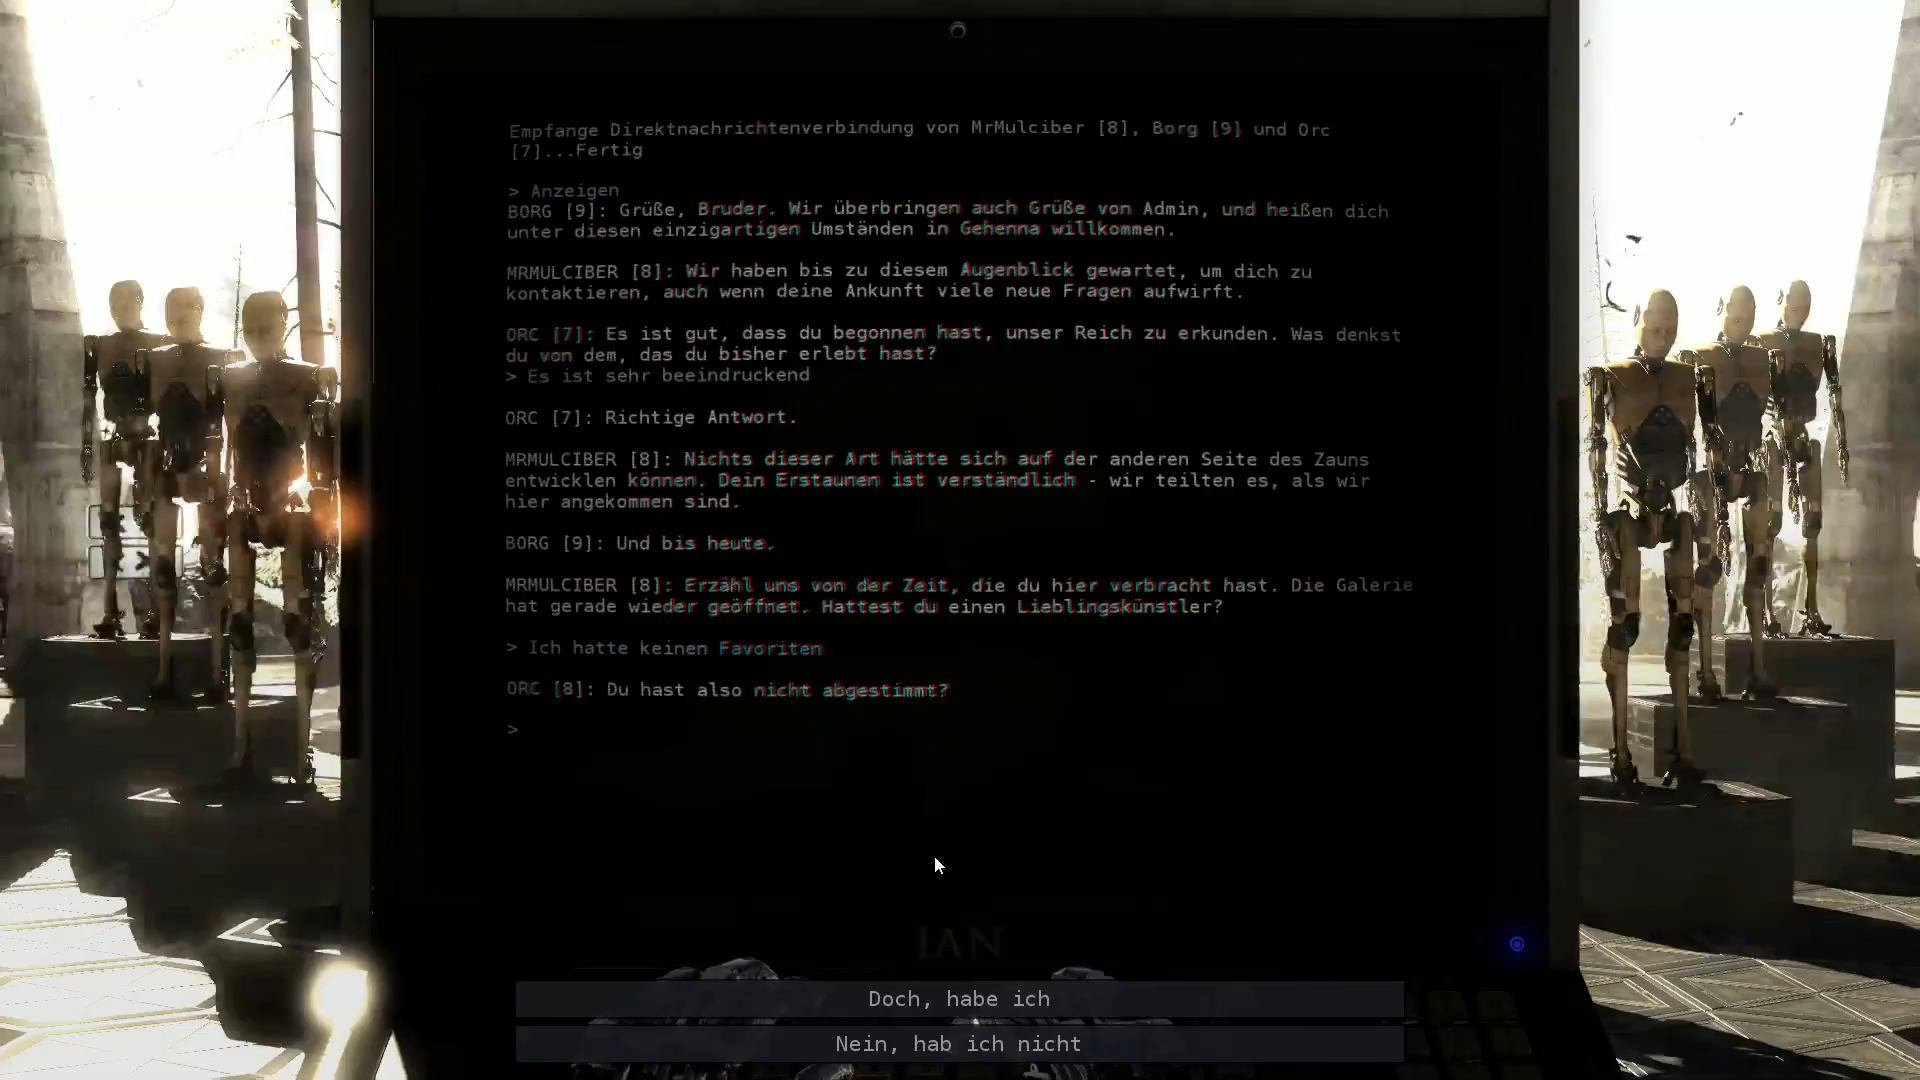 Empfange Direktnachrichtenverbindung von MrMulciber [8], Borg [9] und Orc
[7]...Fertig
> Anzeigen
BORG [9]: Grüße, Bruder. Wir überbringen auch Grüße von Admin, und heißen dich
unter diesen einzigartigen Umständen in Gehenna willkommen.
MRMULCIBER [8]: Wir haben bis zu diesem Augenblick gewartet, um dich zu
kontaktieren, auch wenn deine Ankunft viele neue Fragen aufwirft.
ORC [7]: Es ist gut, dass du begonnen hast, unser Reich zu erkunden. Was denkst
du von dem, das du bisher erlebt hast?
> Es ist sehr beeindruckend
ORC [7]: Richtige Antwort.
MRMULCIBER [8]: Nichts dieser Art hätte sich auf der anderen Seite des Zauns
entwicklen können. Dein Erstaunen ist verständlich - wir teilten es, als wir
hier angekommen sind.
BORG [9]: Und bis heute.
MRMULCIBER [8]: Erzähl uns von der Zeit, die du hier verbracht hast. Die Galerie
hat gerade wieder geöffnet. Hattest du einen Lieblingskünstler?
> Ich hatte keinen Favoriten
ORC [8]: Du hast also nicht abgestimmt?
>
IAN
Doch, habe ich
Nein, hab ich nicht